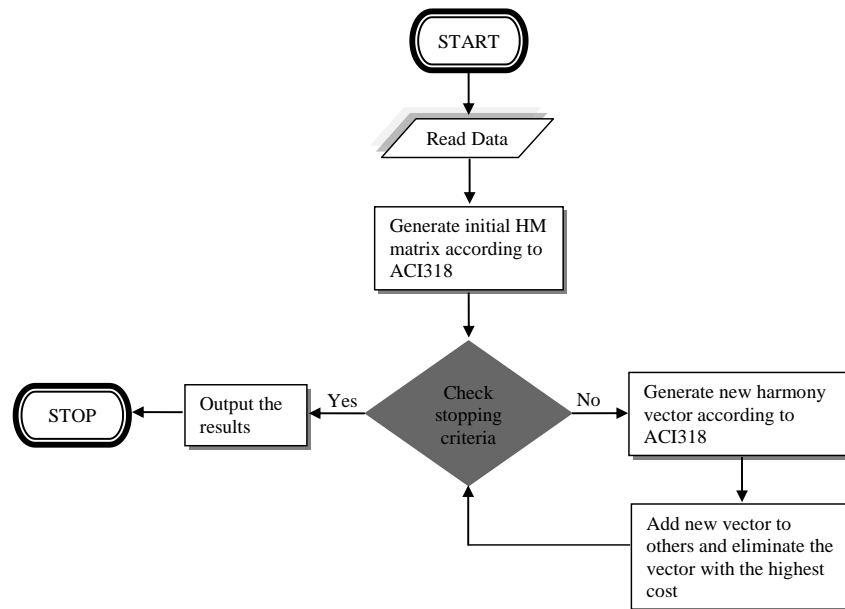 START
Read Data
Generate initial HM
matrix according to
ACI318
Check
stopping
criteria
Yes
Output the
results
STOP
No
Generate new harmony
vector according to
ACI318
Add new vector to
others and eliminate the
vector with the highest
cost